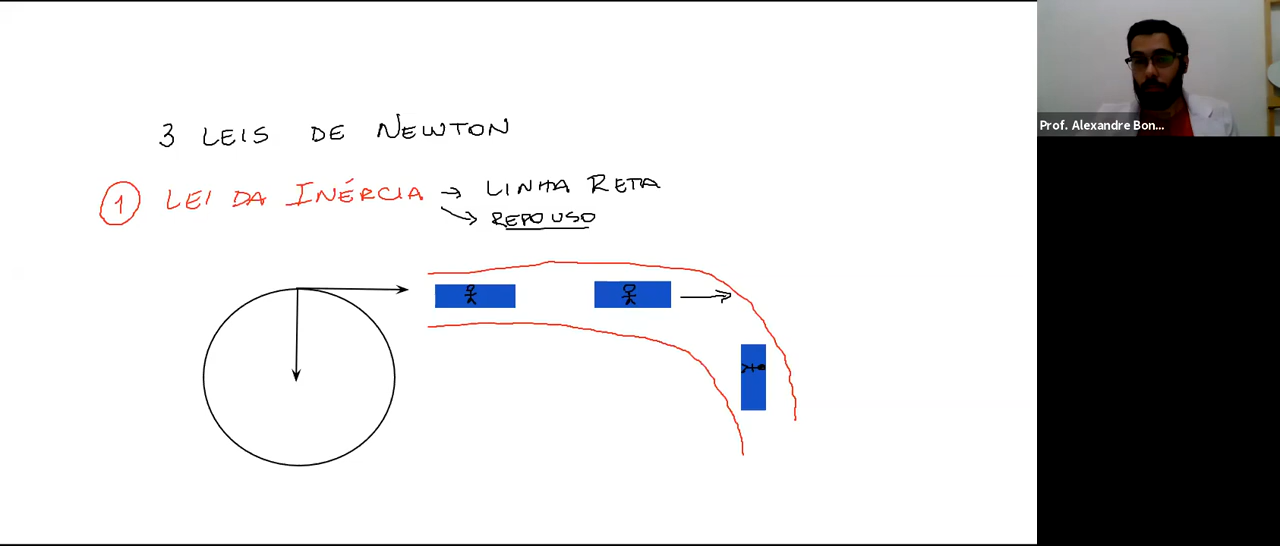 3 LEIS DE NEWTON
1 LEI DA INÉRCIA → LINHA RETA
→ REPOUSO
Prof. Alexandre Bon...